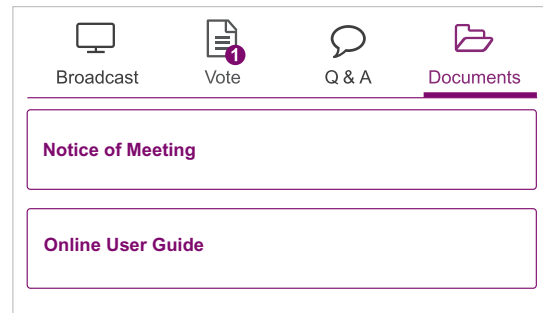 1
Broadcast Vote Q & A Documents
Notice of Meeting
Online User Guide